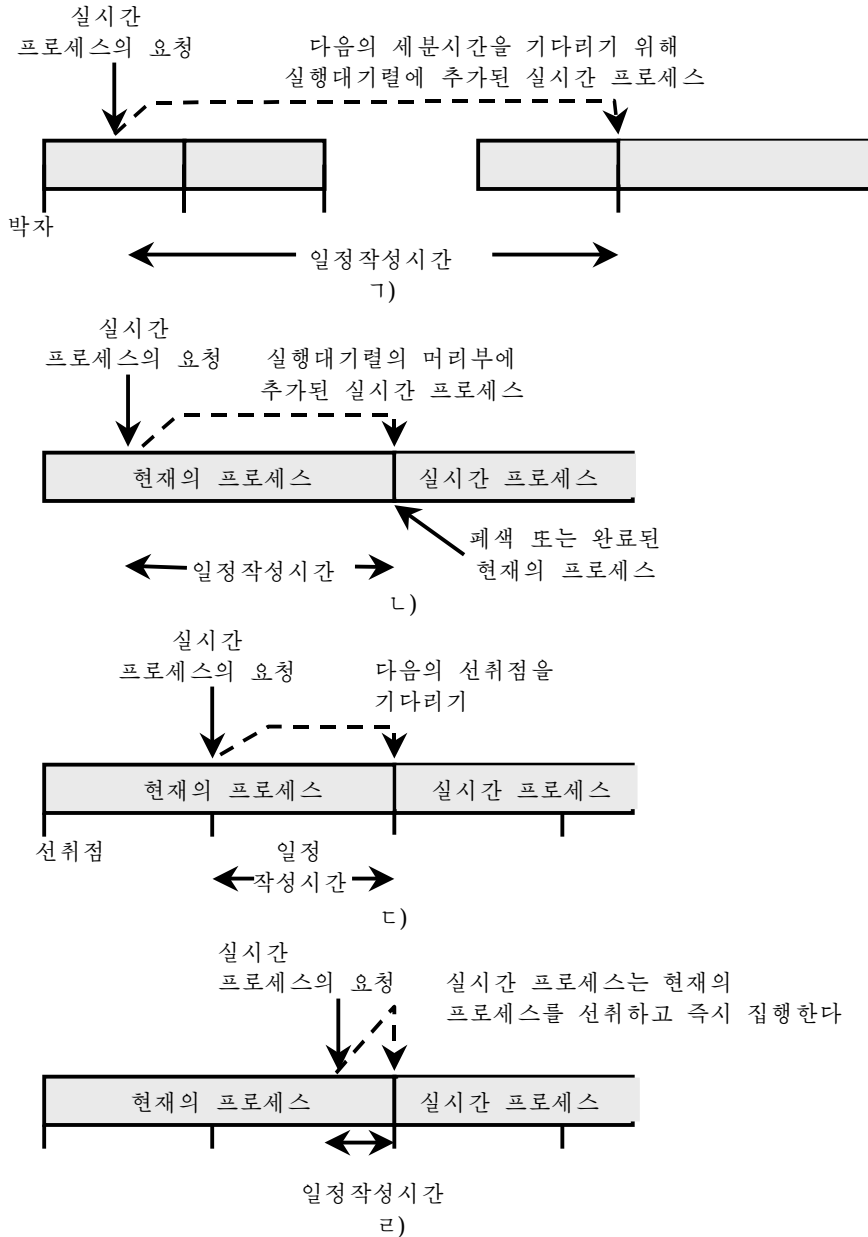 실시간
프로세스의 요청
다음의 세분시간을 기다리기 위해
실행대기렬에 추가된 실시간 프로세스
박자
일정작성시간
ㄱ)
실시간
프로세스의 요청
실행대기렬의 머리부에
추가된 실시간 프로세스
현재의 프로세스
실시간 프로세스
페색 또는 완료된
현재의 프로세스
일정작성시간
ㄴ)
실시간
프로세스의 요청
다음의 선취점을
기다리기
현재의 프로세스
실시간 프로세스
선취점
일정
작성시간
ㄷ)
실시간
프로세스의 요청
실시간 프로세스는 현재의
프로세스를 선취하고 즉시 집행한다
현재의 프로세스
실시간 프로세스
일정작성시간
ㄹ)